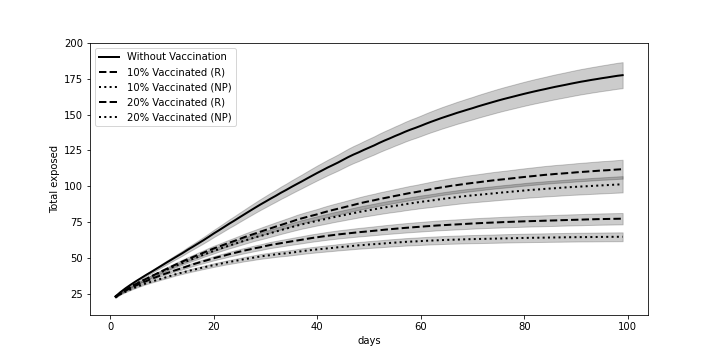 200
175
150
125
100
75
50
25
Total exposed
Without Vaccination
10% Vaccinated (R)
10% Vaccinated (NP)
20% Vaccinated (R)
20% Vaccinated (NP)
0 20 40 60 80 100
days